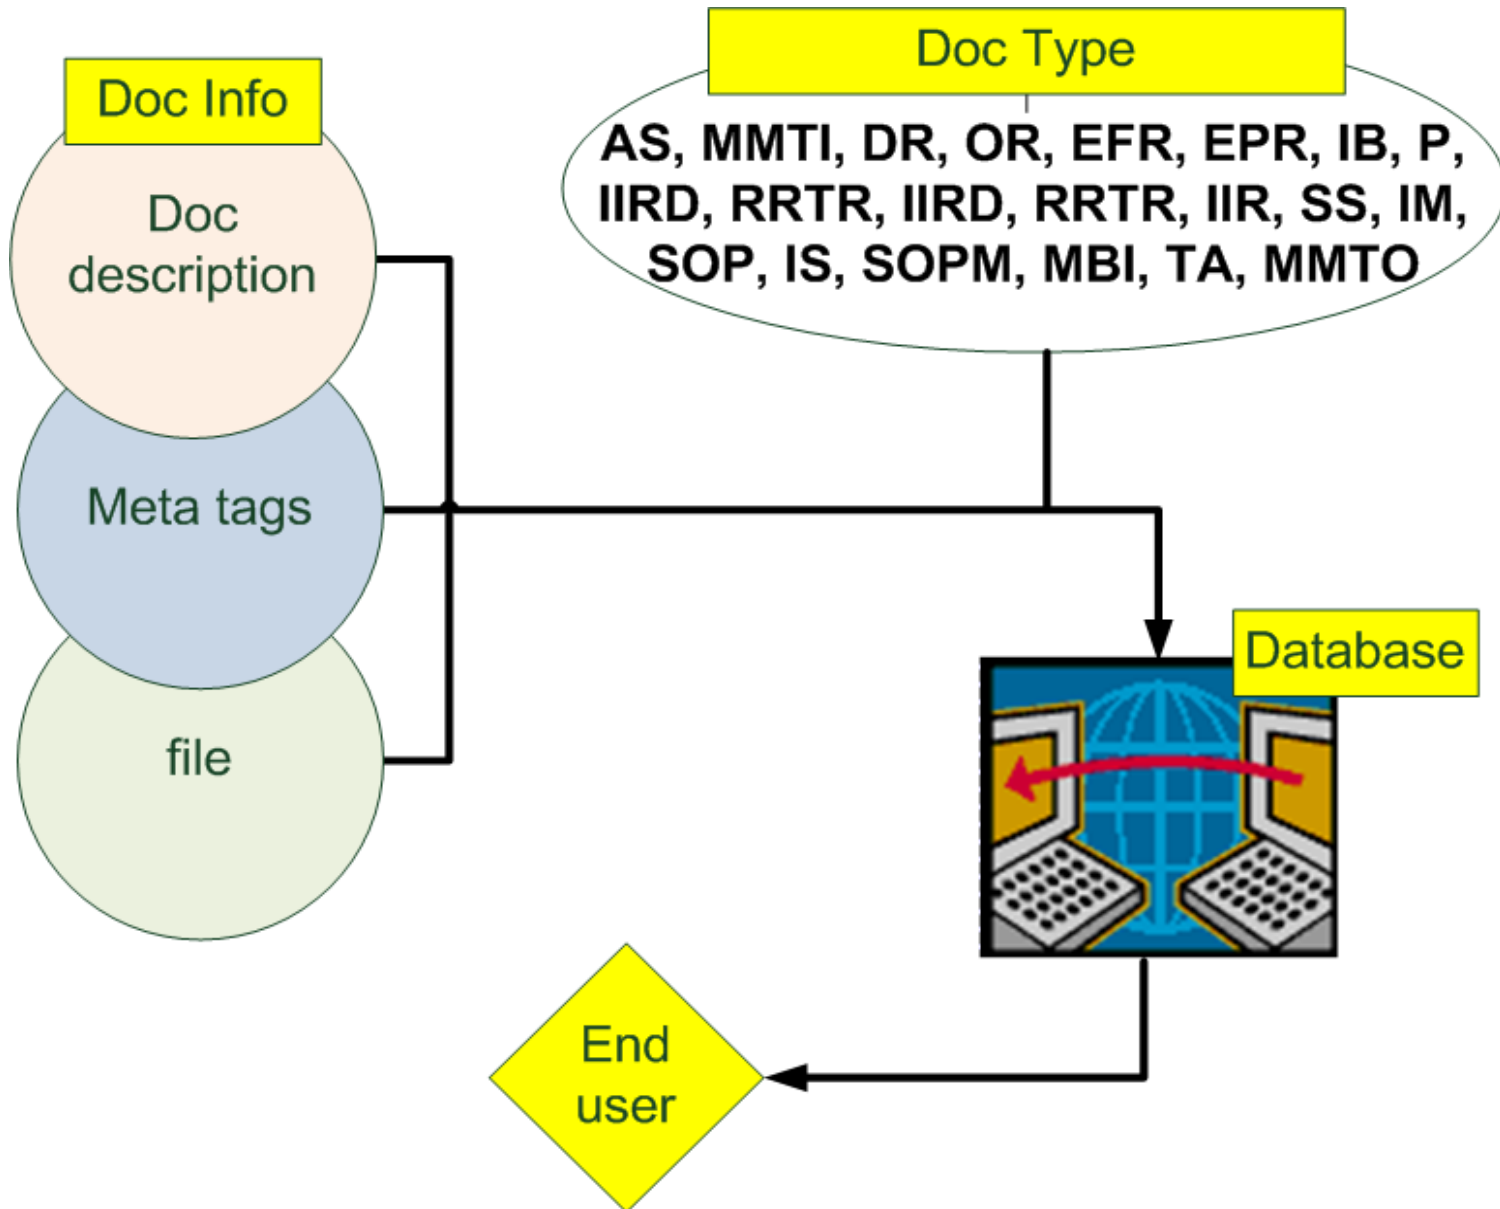 Doc Type
Doc Info
AS, MMTI, DR, OR, EFR, EPR, IB, P,
IIRD, RRTR, IIRD, RRTR, IIR, SS, IM,
SOP, IS, SOPM, MBI, TA, MMTO
Doc
description
Meta tags
file
Database
End
user